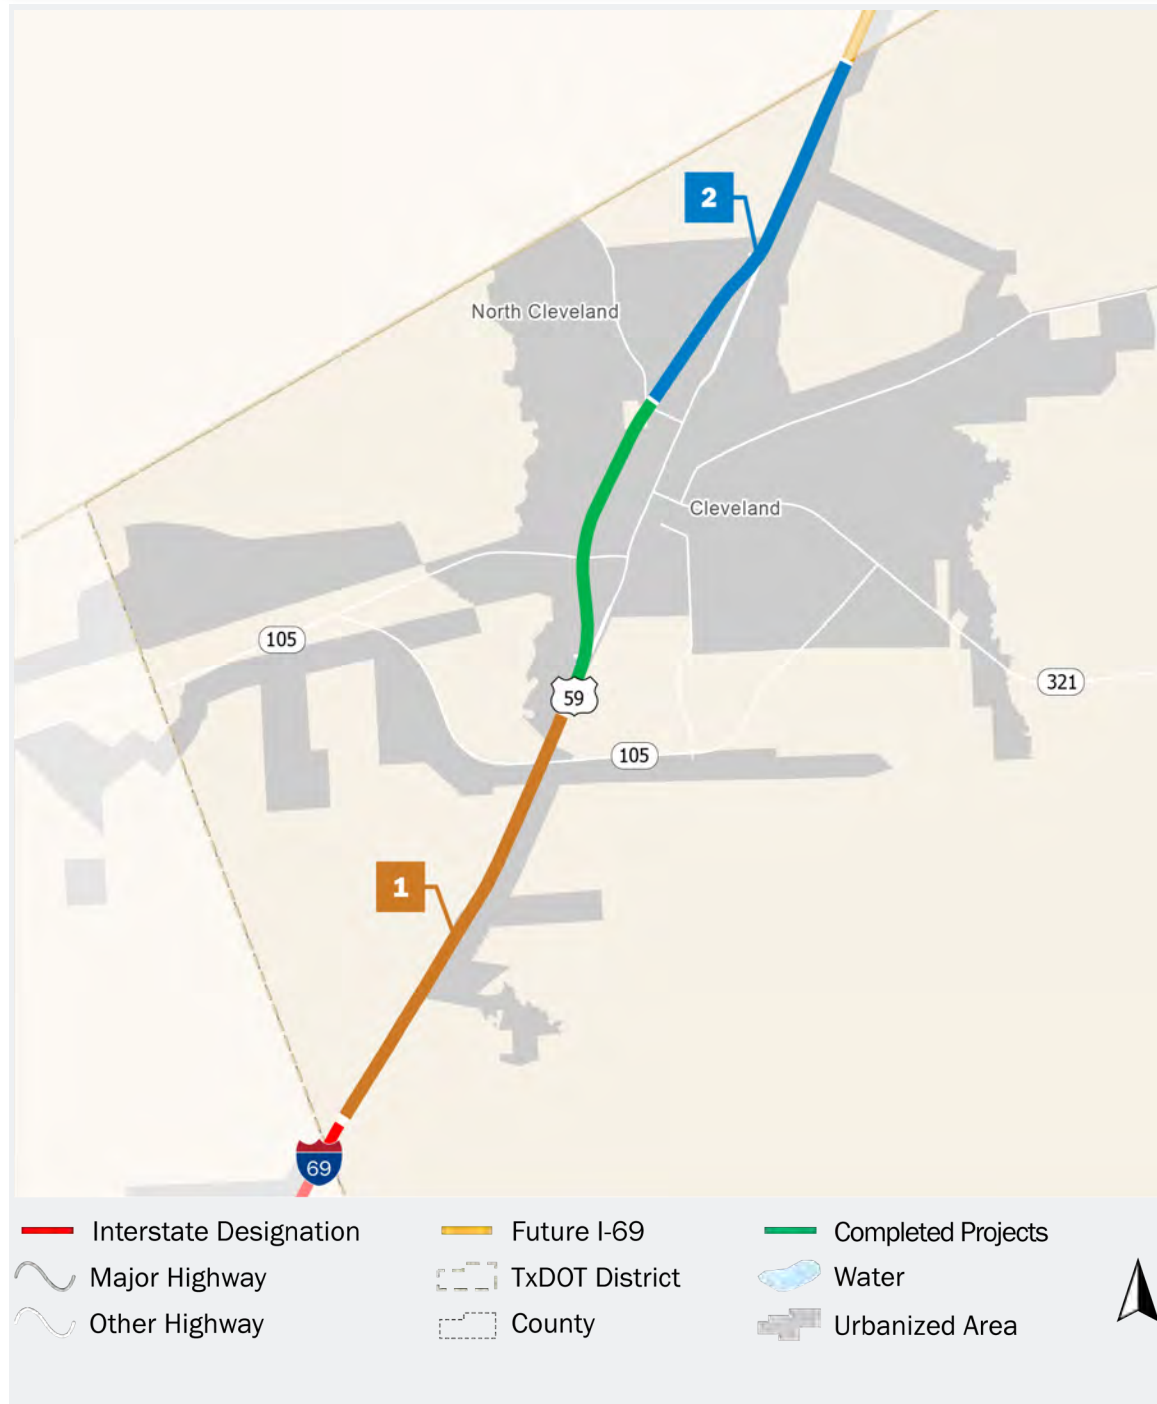 2
North Cleveland
Cleveland
105
321
59
105
1
69
Interstate Designation
Future I-69
Completed Projects
Major Highway
TxDOT District
Water
Other Highway
County
Urbanized Area